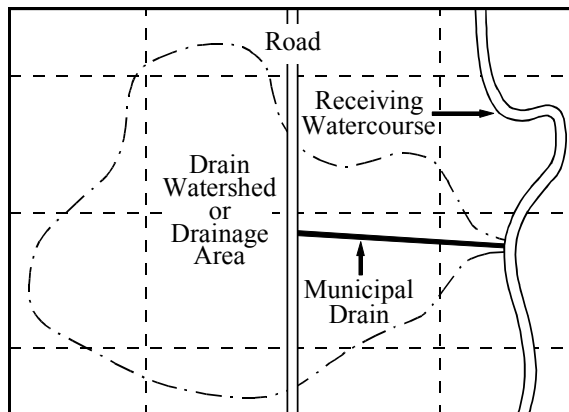 Road
Receiving
Watercourse
Drain
Watershed
or
Drainage
Area
Municipal
Drain